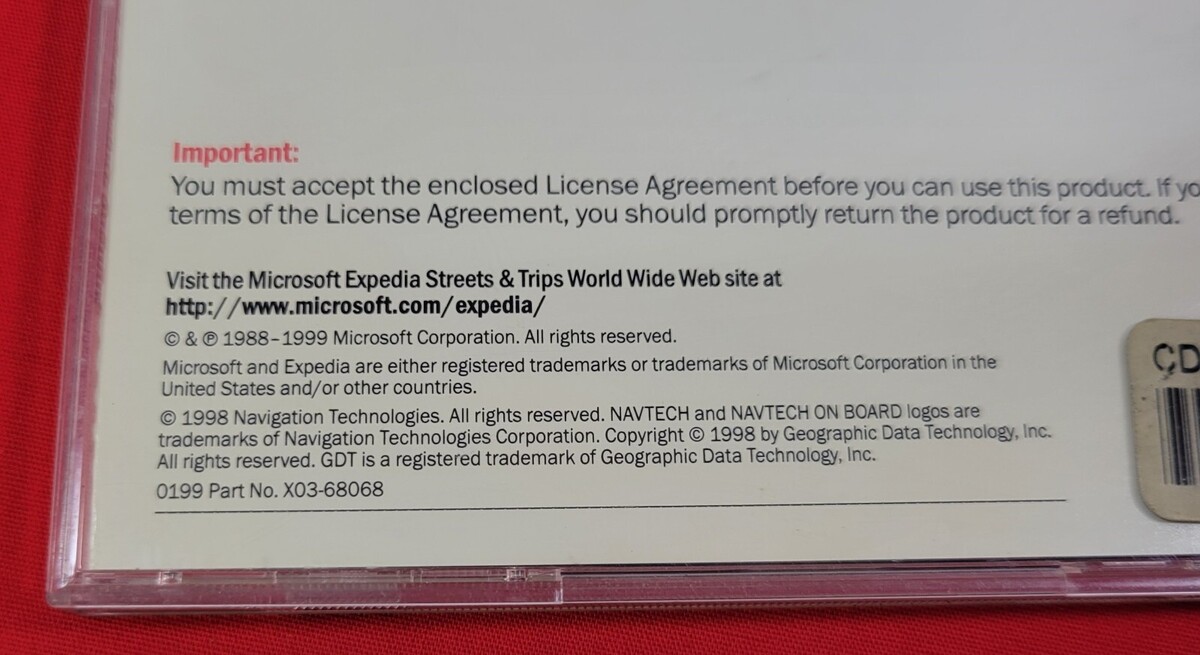 Important:
You must accept the enclosed License Agreement before you can use this product. If
terms of the License Agreement, you should promptly return the product for a refund.
Visit the Microsoft Expedia Streets & Trips World Wide Web site at
http://www.microsoft.com/expedia/
© & ℗ 1988–1999 Microsoft Corporation. All rights reserved.
Microsoft and Expedia are either registered trademarks or trademarks of Microsoft Corporation in the
United States and/or other countries.
© 1998 Navigation Technologies. All rights reserved. NAVTECH and NAVTECH ON BOARD logos are
trademarks of Navigation Technologies Corporation. Copyright © 1998 by Geographic Data Technology, Inc.
All rights reserved. GDT is a registered trademark of Geographic Data Technology, Inc.
0199 Part No. X03-68068
CD